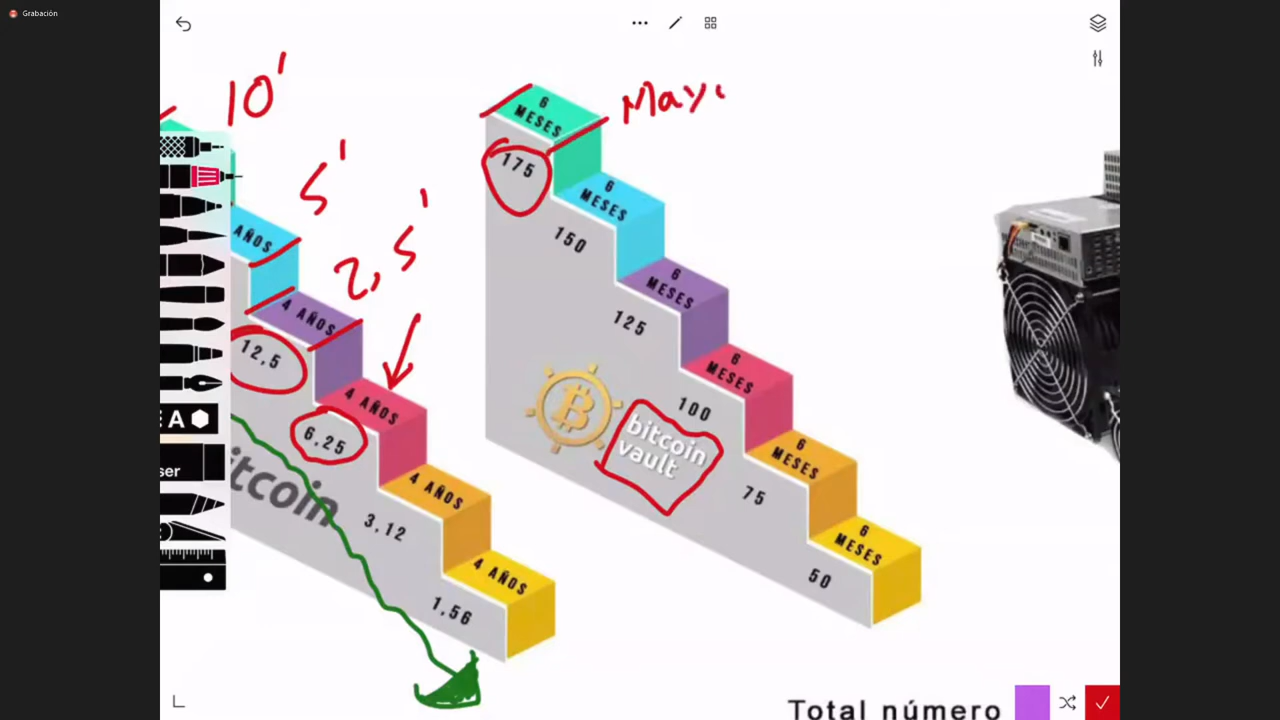 Grabación
10'
5'
2,5'
AÑOS
4 AÑOS
12,5
4 AÑOS
6.25
4 AÑOS
3,12
4 AÑOS
1,56
itcoin
ser
A
6 MESES
Mayo
175
6 MESES
150
6 MESES
125
6 MESES
100
6 MESES
75
6 MESES
50
bitcoin
vault
Total número